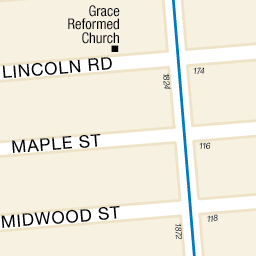 Grace
Reformed
Church
LINCOLN RD
1824
174
MAPLE ST
116
MIDWOOD ST
118
1872